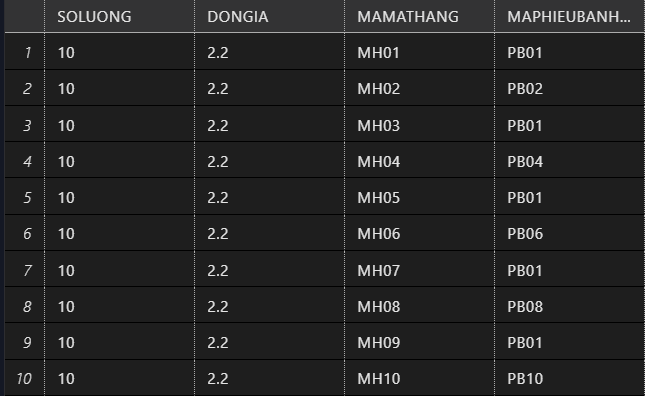 SOLUONG DONGIA MAMATHANG MAPHIEUBANH...
1 10 2.2 MH01 PB01
2 10 2.2 MH02 PB02
3 10 2.2 MH03 PB01
4 10 2.2 MH04 PB04
5 10 2.2 MH05 PB01
6 10 2.2 MH06 PB06
7 10 2.2 MH07 PB01
8 10 2.2 MH08 PB08
9 10 2.2 MH09 PB01
10 10 2.2 MH10 PB10